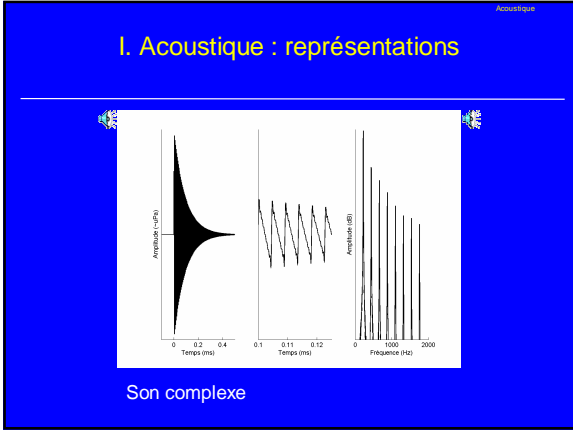 Acoustique
I. Acoustique : représentations
Amplitude (~uPa)
0 0.2 0.4
Temps (ms)
0.1 0.11 0.12
Temps (ms)
Amplitude (dB)
0 1000 2000
Fréquence (Hz)
Son complexe